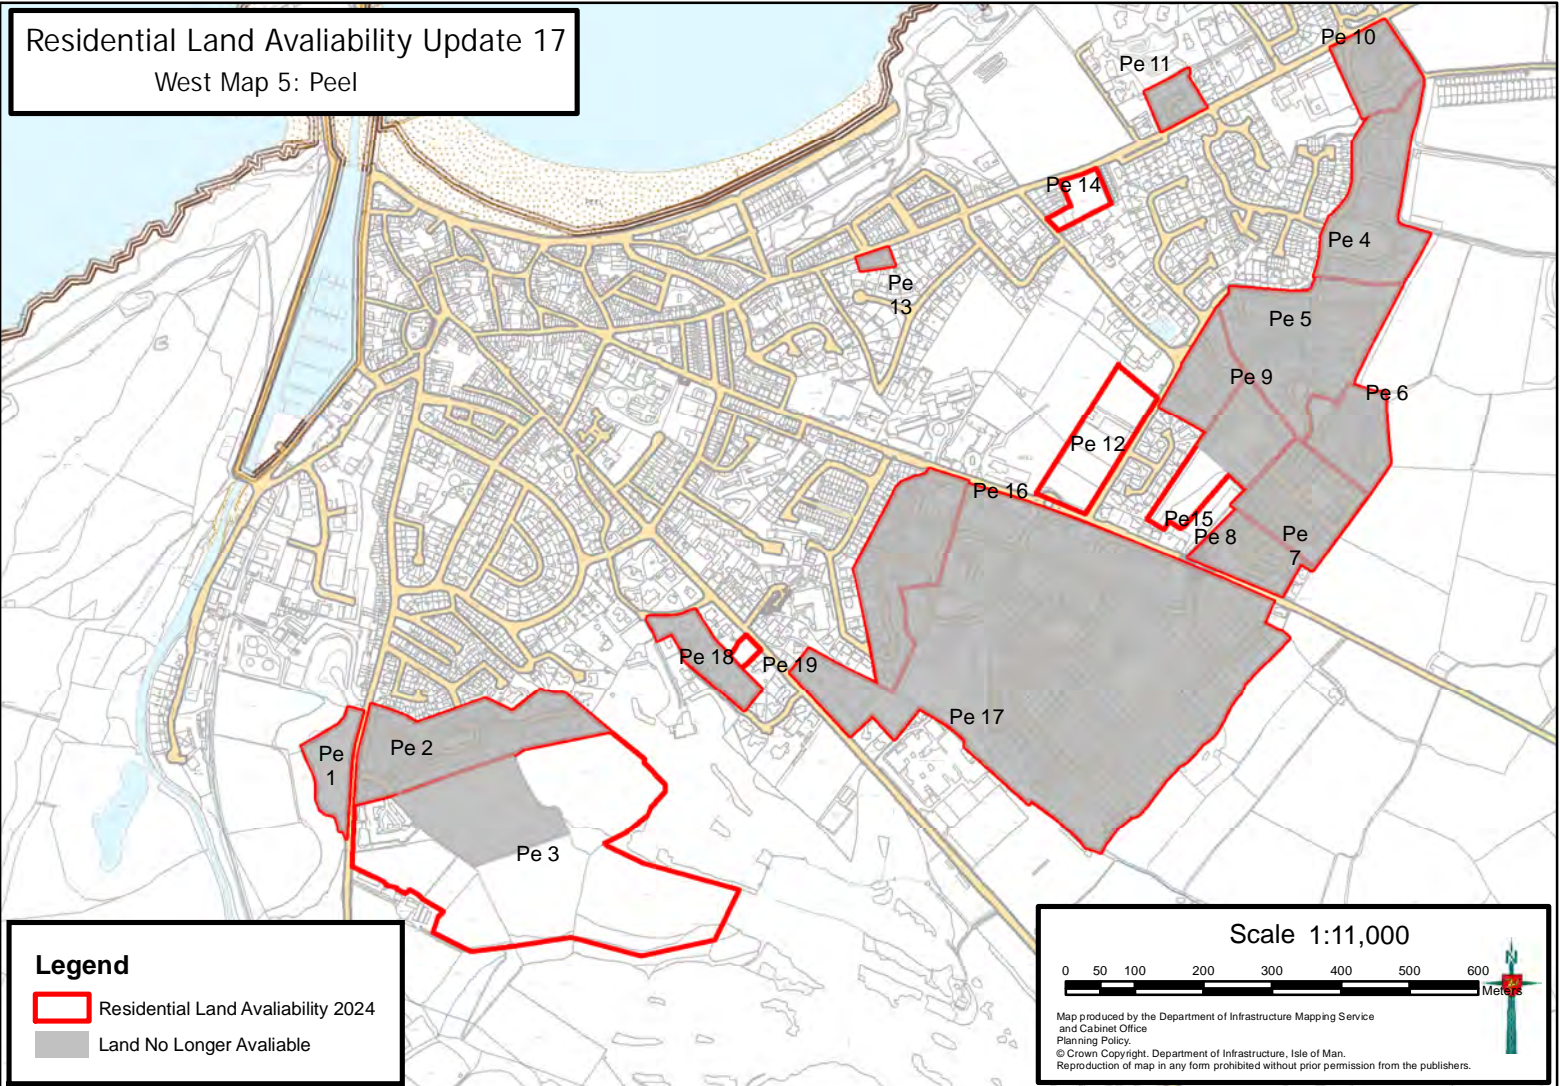 Residential Land Avaliability Update 17
West Map 5: Peel
Pe 10
Pe 11
Pe 14
Pe 4
Pe
13
Pe 5
Pe 9
Pe 6
Pe 12
Pe 16
Pe15
Pe 8
Pe
7
Pe 18
Pe 19
Pe 17
Pe
1
Pe 2
Pe 3
Legend
Residential Land Avaliability 2024
Land No Longer Avaliable
Scale 1:11,000
0 50 100 200 300 400 500 600
Meters
N
Map produced by the Department of Infrastructure Mapping Service
and Cabinet Office
Planning Policy.
© Crown Copyright. Department of Infrastructure, Isle of Man.
Reproduction of map in any form prohibited without prior permission from the publishers.